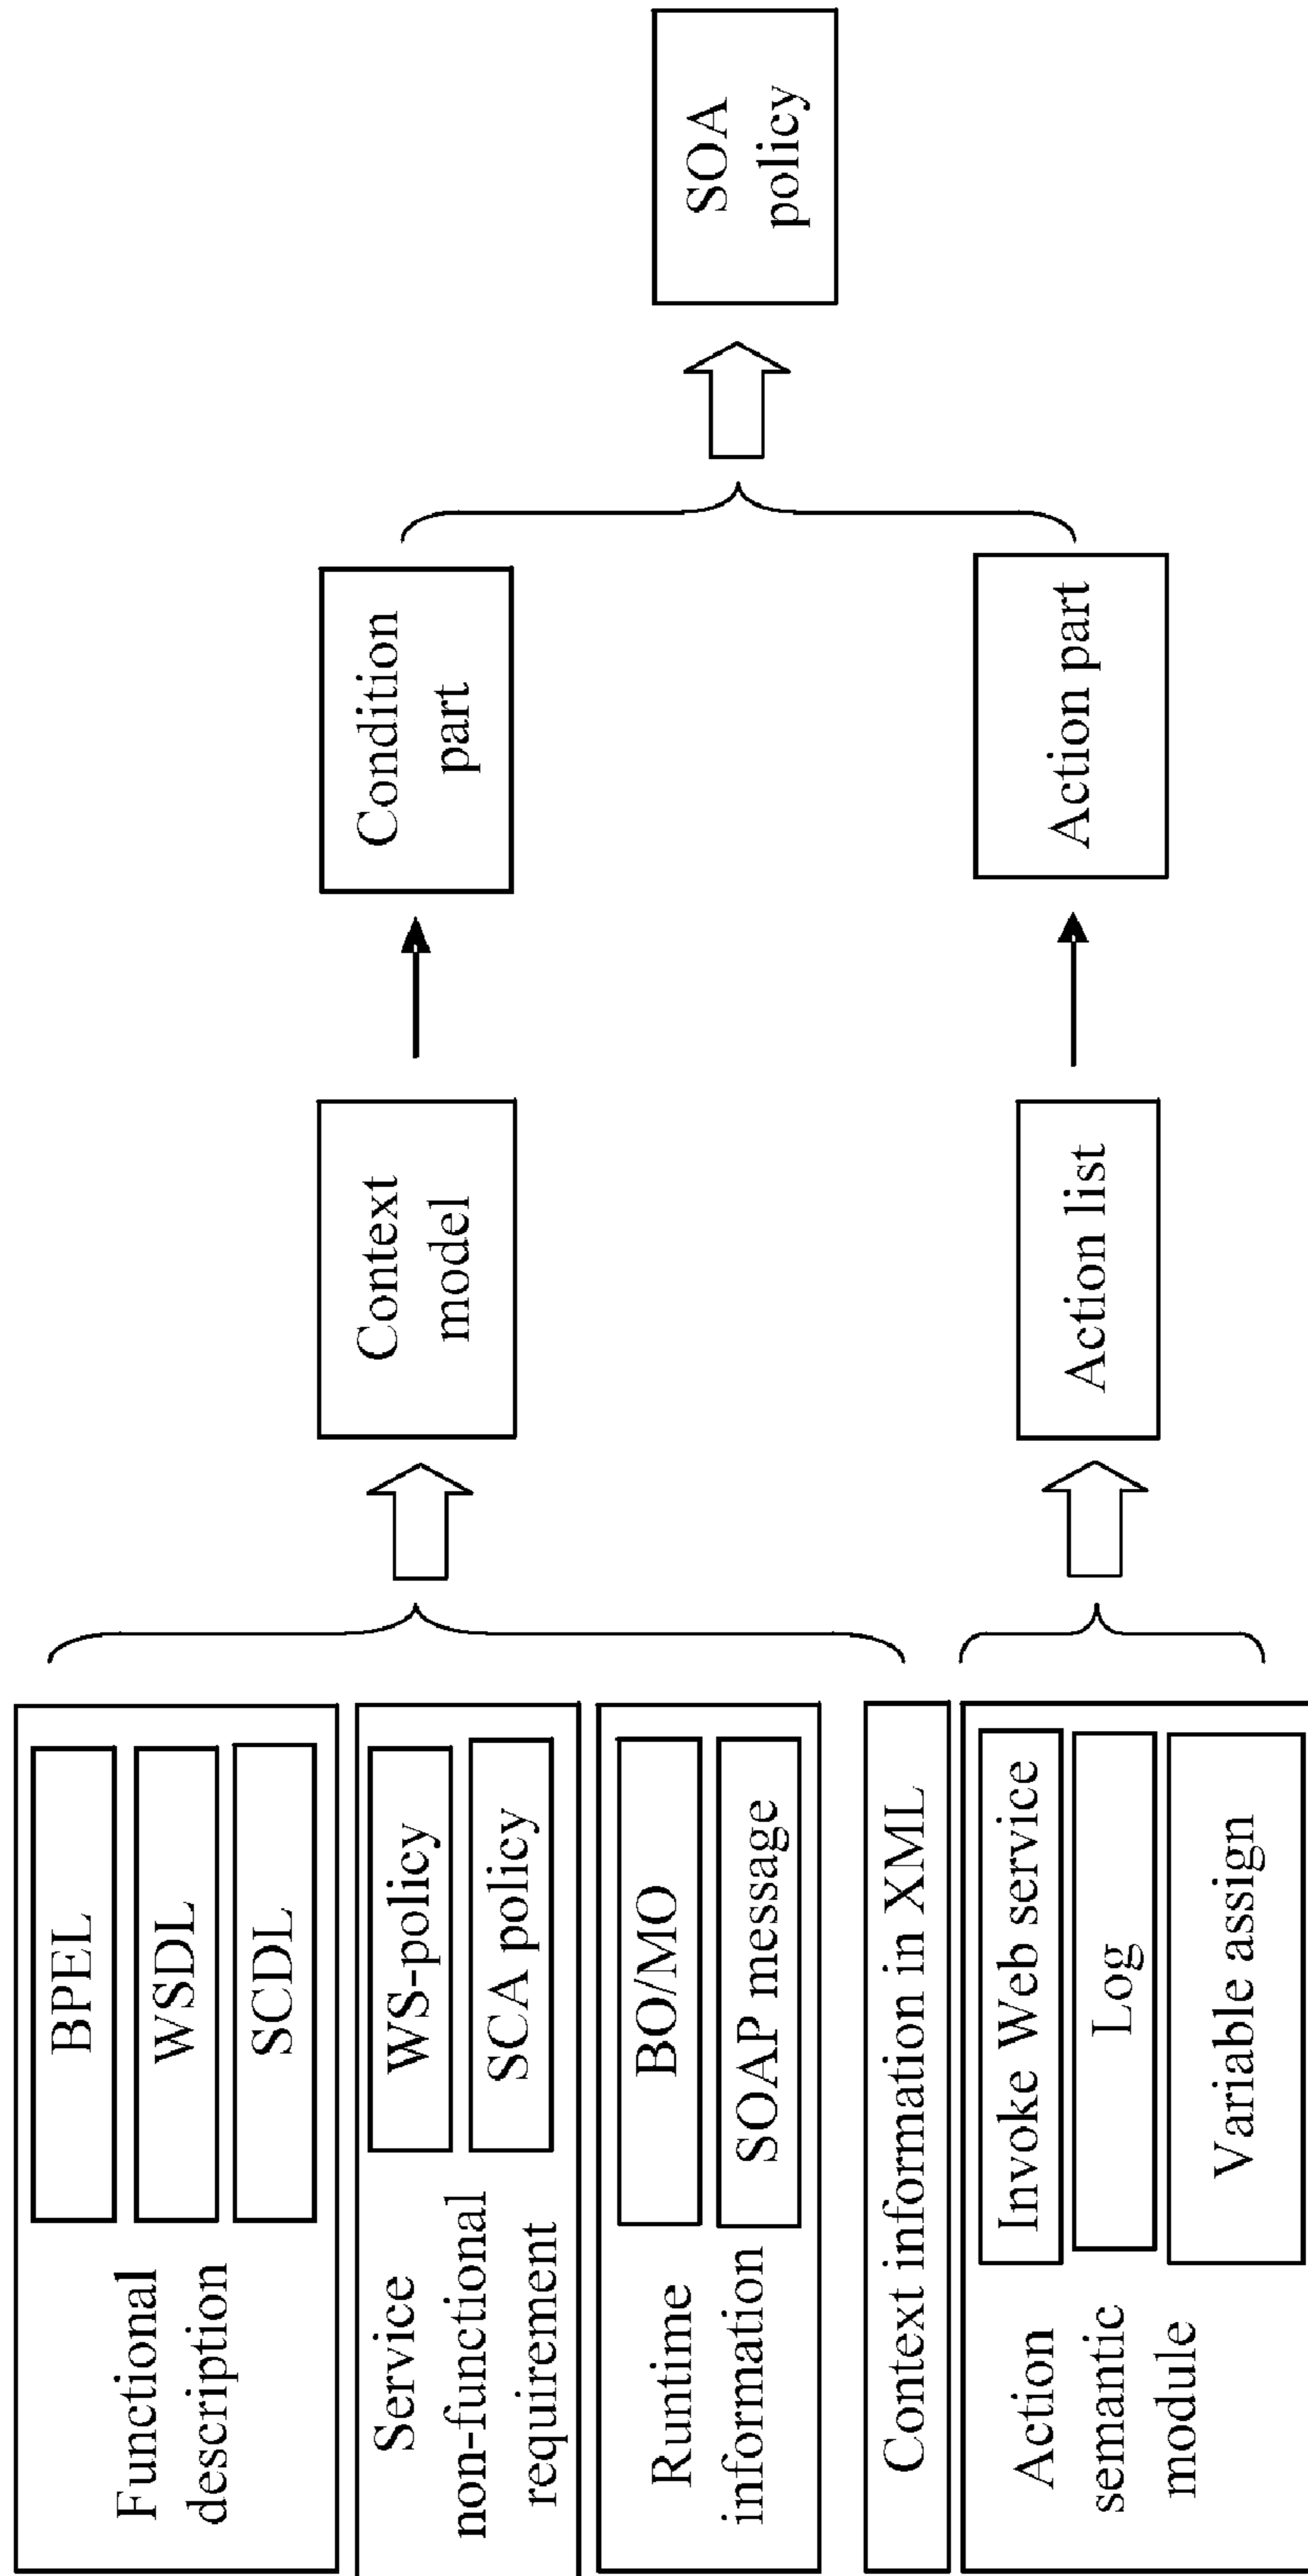 Functional
description
BPEL
WSDL
SCDL
Service
non-functional
requirement
WS-policy
SCA policy
Runtime
information
BO/MO
SOAP message
Context information in XML
Action
semantic
module
Invoke Web service
Log
Variable assign
Context
model
Action list
Condition
part
Action part
SOA
policy